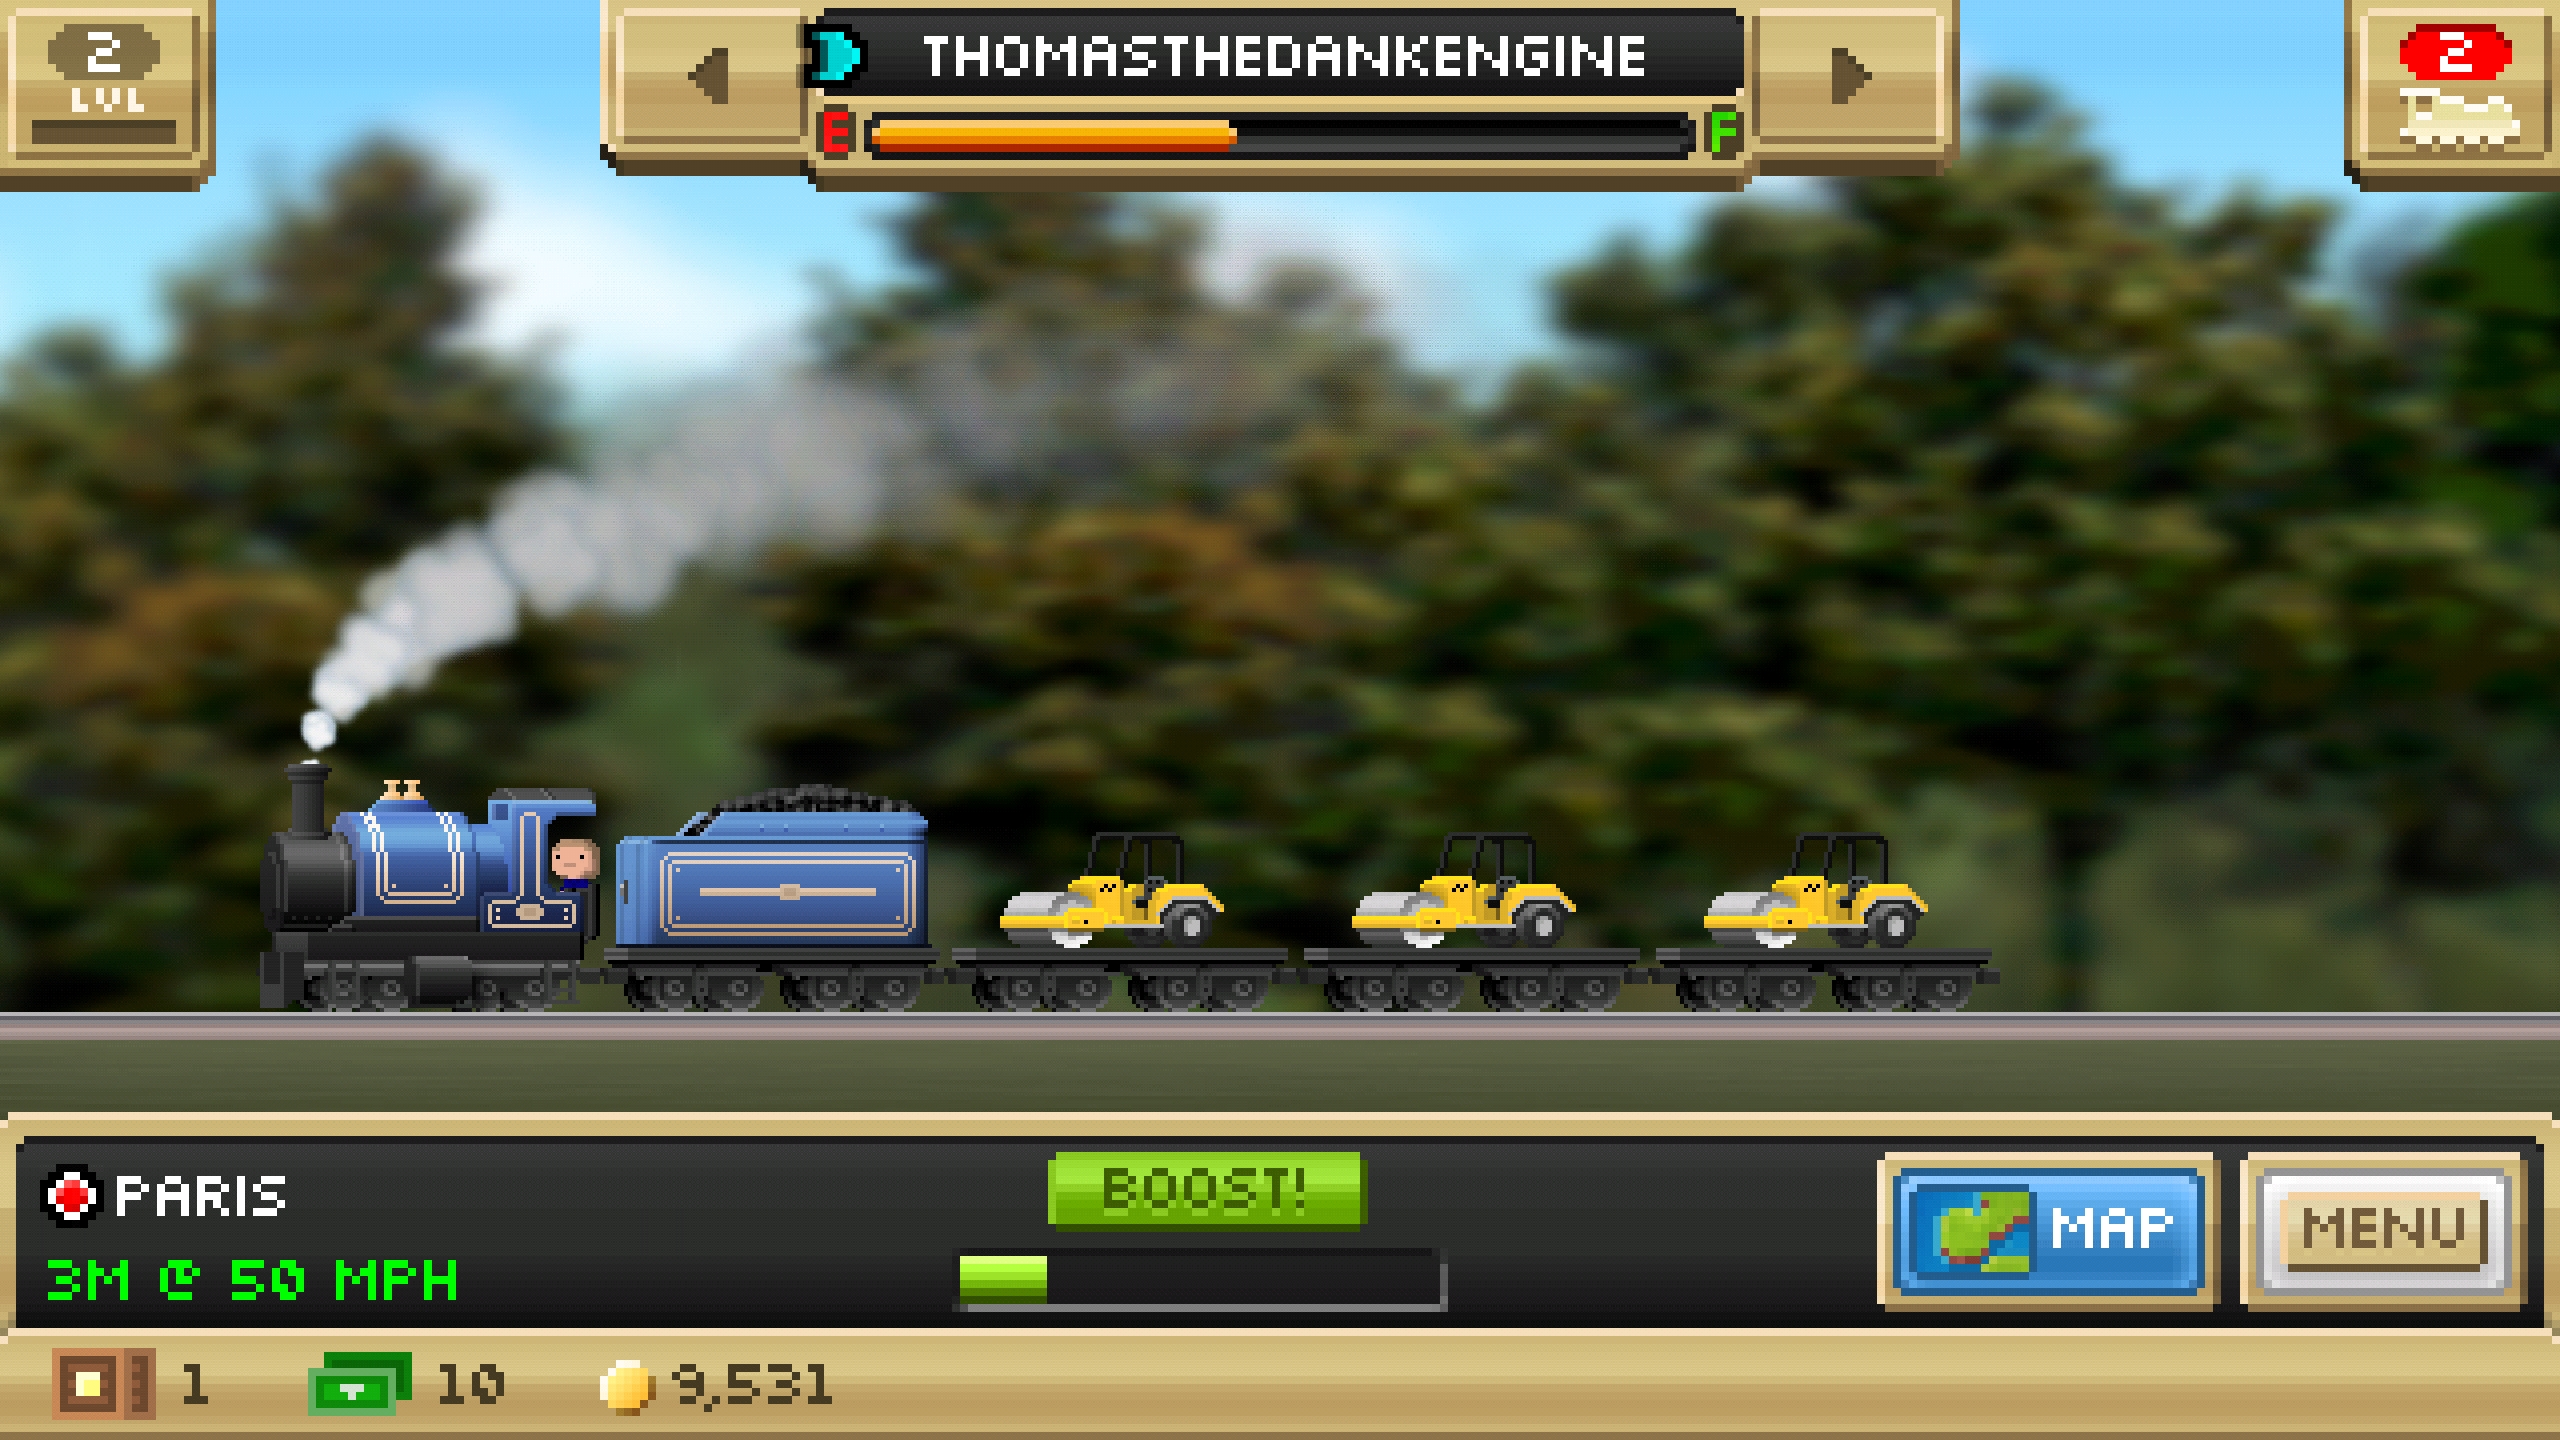 2
LVL
THOMASTHEDANKENGINE
E F
2
PARIS
BOOST!
3M @ 50 MPH
MAP
MENU
1 10 9,531